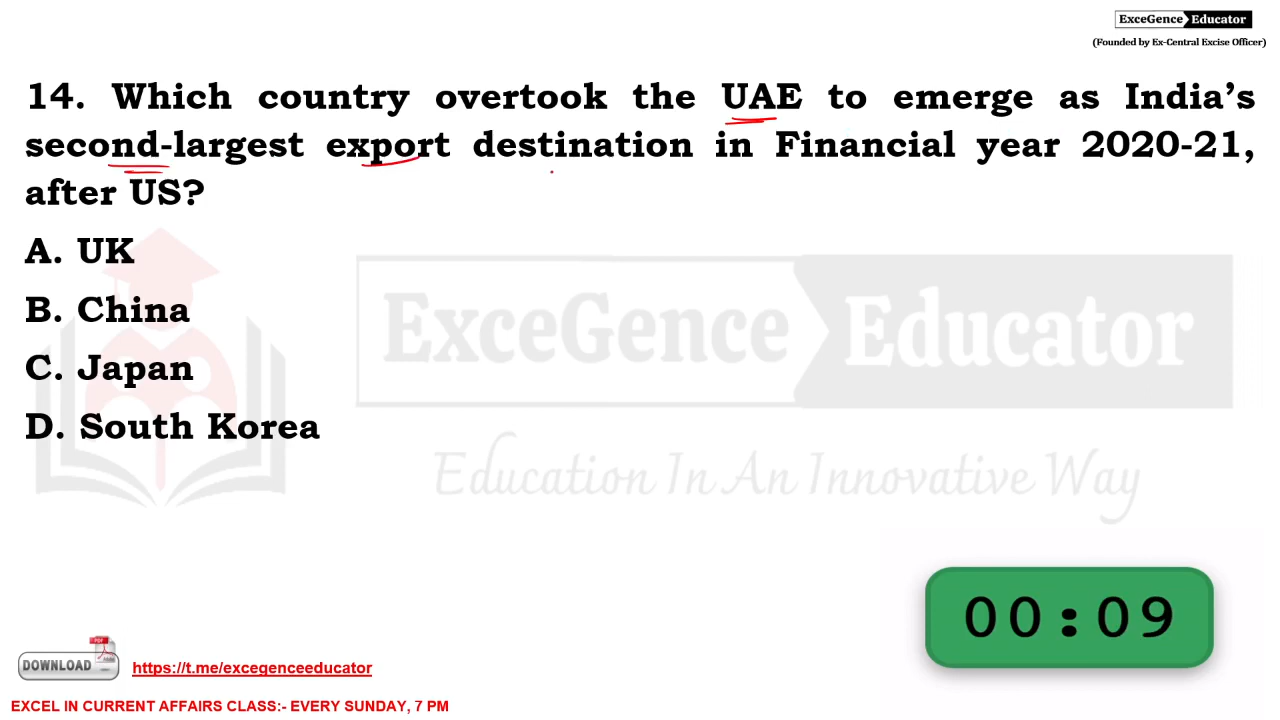 ExceGence Educator
(Founded by Ex-Central Excise Officer)
14. Which country overtook the UAE to emerge as India’s
second-largest export destination in Financial year 2020-21,
after US?
A. UK
B. China
C. Japan
D. South Korea
ExceGence Educator
Education In An Innovative Way
00:09
PDF
DOWNLOAD
https://t.me/excegenceeducator
EXCEL IN CURRENT AFFAIRS CLASS:- EVERY SUNDAY, 7 PM